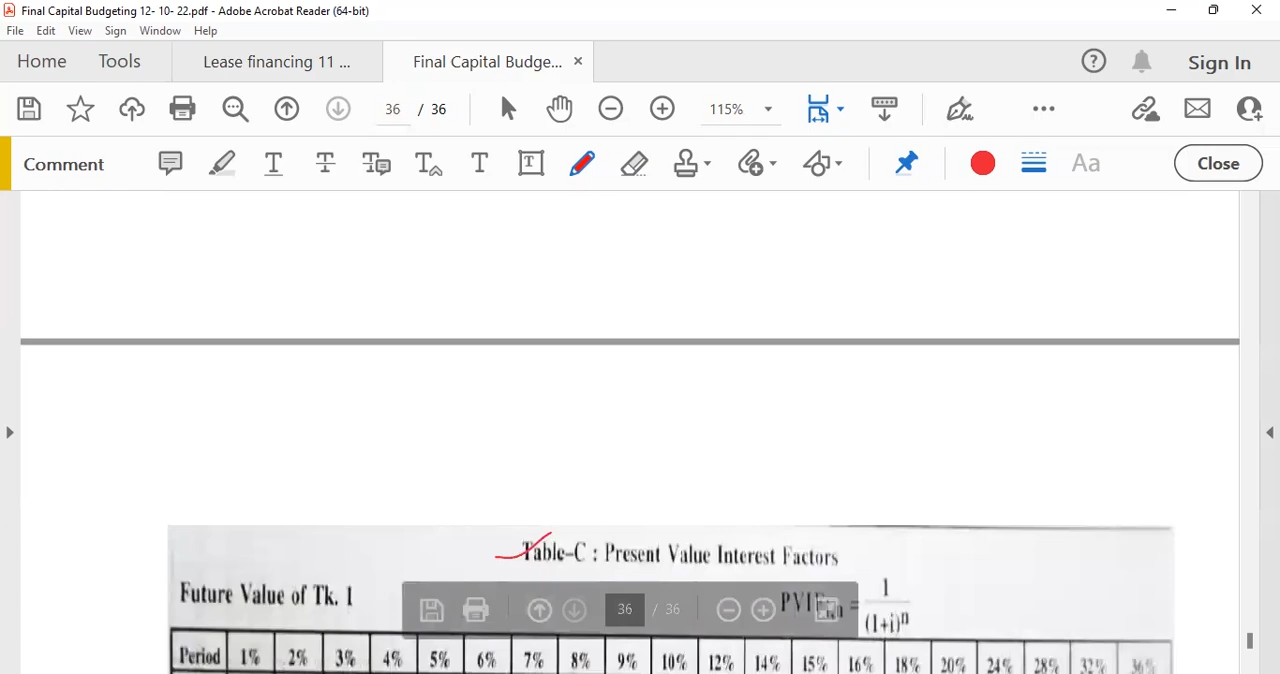 Final Capital Budgeting 12- 10- 22.pdf - Adobe Acrobat Reader (64-bit)
File Edit View Sign Window Help
Home Tools Lease financing 11 ... Final Capital Budge... × Sign In
36 / 36 115%
Comment Aa Close
Table-C : Present Value Interest Factors
Future Value of Tk. 1
36 / 36
= 1
(1+i)ⁿ
Period 1% 2% 3% 4% 5% 6% 7% 8% 9% 10% 12% 14% 15% 16% 18% 20% 24% 28% 32% 36%